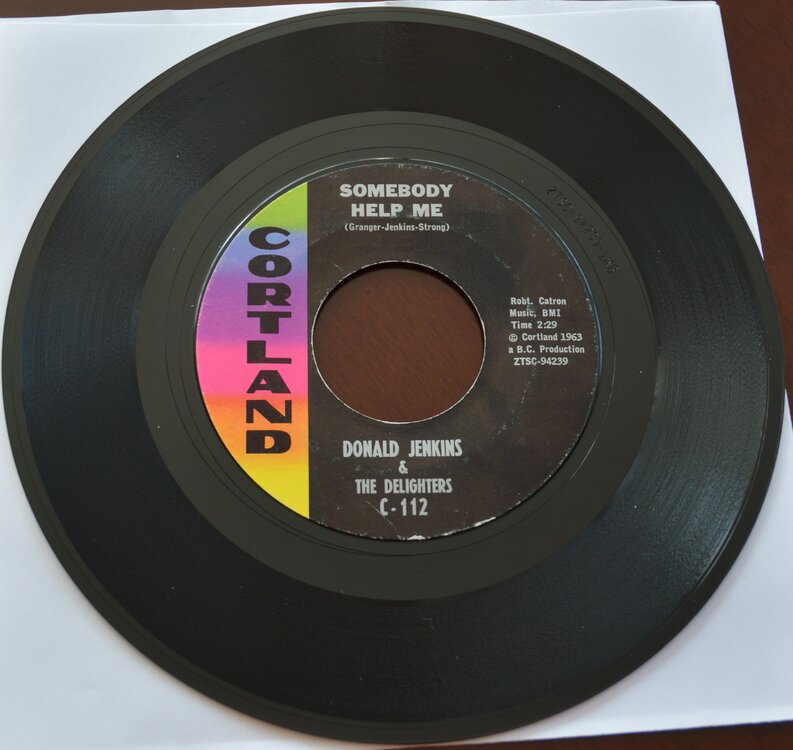 SOMEBODY
HELP ME
(Granger-Jenkins-Strong)
CORTLAND
Robt. Catron
Music, BMI
Time 2:29
© Cortland 1963
a B.C. Production
ZTSC-94239
DONALD JENKINS
&
THE DELIGHTERS
C-112